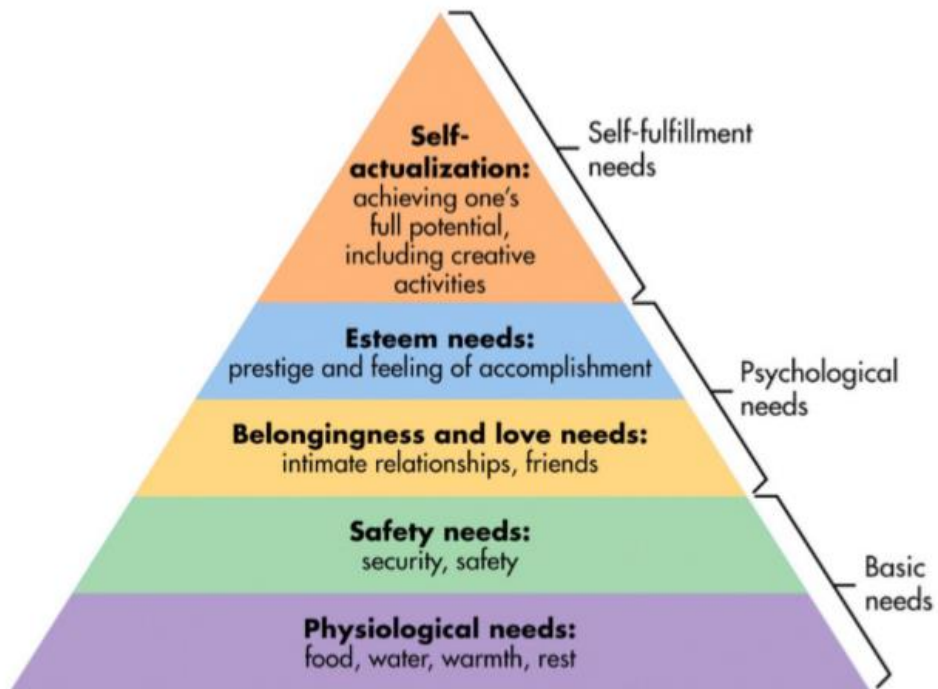 Self-
actualization:
achieving one's
full potential,
including creative
activities
Self-fulfillment
needs
Esteem needs:
prestige and feeling of accomplishment
Psychological
needs
Belongingness and love needs:
intimate relationships, friends
Safety needs:
security, safety
Basic
needs
Physiological needs:
food, water, warmth, rest